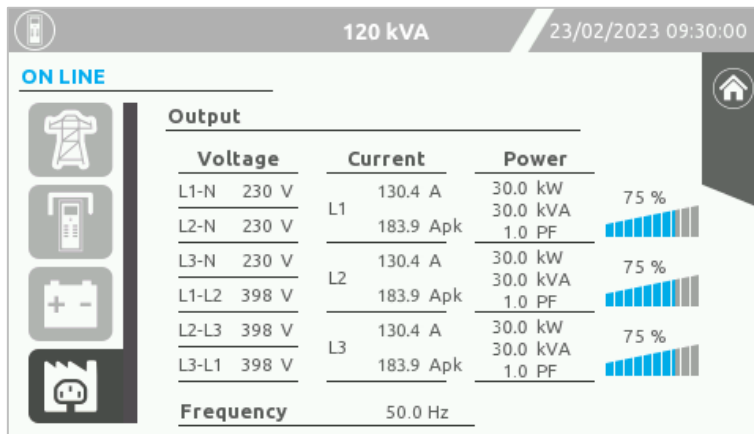 120 kVA
23/02/2023 09:30:00
ON LINE
Output
Voltage Current Power
L1-N 230 V
L2-N 230 V
L3-N 230 V
L1-L2 398 V
L2-L3 398 V
L3-L1 398 V
L1 130.4 A
183.9 Apk
L2 130.4 A
183.9 Apk
L3 130.4 A
183.9 Apk
30.0 kW
30.0 kVA
1.0 PF
75 %
30.0 kW
30.0 kVA
1.0 PF
75 %
30.0 kW
30.0 kVA
1.0 PF
75 %
Frequency 50.0 Hz